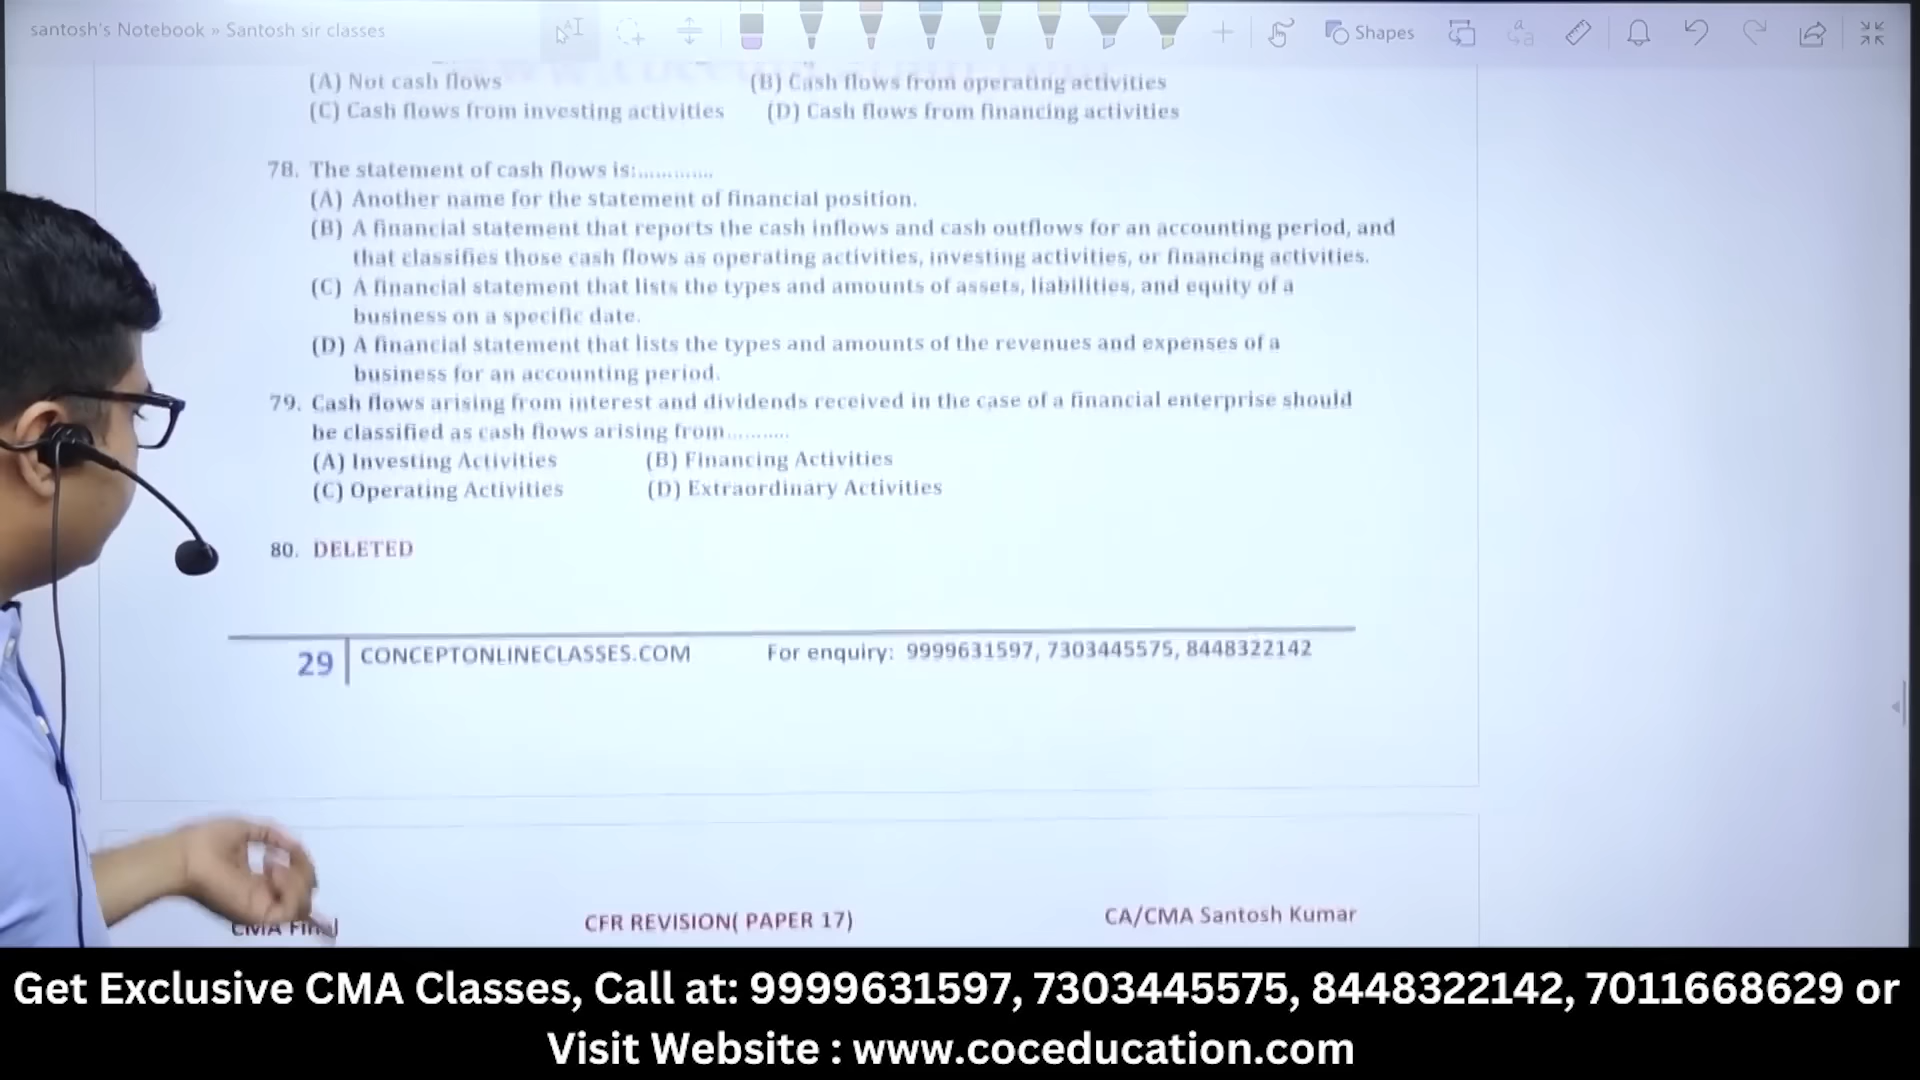 santosh's Notebook » Santosh sir classes
Shapes
(A) Not cash flows (B) Cash flows from operating activities
(C) Cash flows from investing activities (D) Cash flows from financing activities
78. The statement of cash flows is:.............
(A) Another name for the statement of financial position.
(B) A financial statement that reports the cash inflows and cash outflows for an accounting period, and
that classifies those cash flows as operating activities, investing activities, or financing activities.
(C) A financial statement that lists the types and amounts of assets, liabilities, and equity of a
business on a specific date.
(D) A financial statement that lists the types and amounts of the revenues and expenses of a
business for an accounting period.
79. Cash flows arising from interest and dividends received in the case of a financial enterprise should
be classified as cash flows arising from...........
(A) Investing Activities (B) Financing Activities
(C) Operating Activities (D) Extraordinary Activities
80. DELETED
29 CONCEPTONLINECLASSES.COM For enquiry: 9999631597, 7303445575, 8448322142
CMA Final CFR REVISION( PAPER 17) CA/CMA Santosh Kumar
Get Exclusive CMA Classes, Call at: 9999631597, 7303445575, 8448322142, 7011668629 or
Visit Website : www.coceducation.com